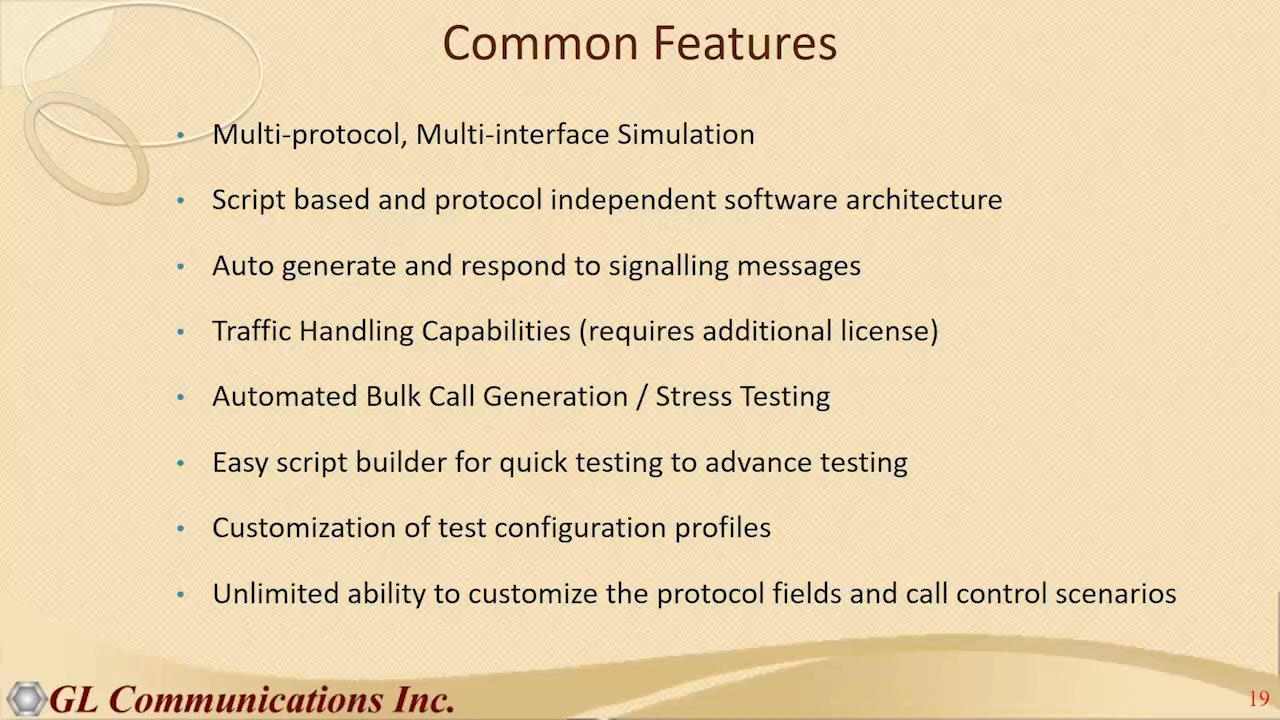 Common Features
• Multi-protocol, Multi-interface Simulation
• Script based and protocol independent software architecture
• Auto generate and respond to signalling messages
• Traffic Handling Capabilities (requires additional license)
• Automated Bulk Call Generation / Stress Testing
• Easy script builder for quick testing to advance testing
• Customization of test configuration profiles
• Unlimited ability to customize the protocol fields and call control scenarios
GL Communications Inc.
19